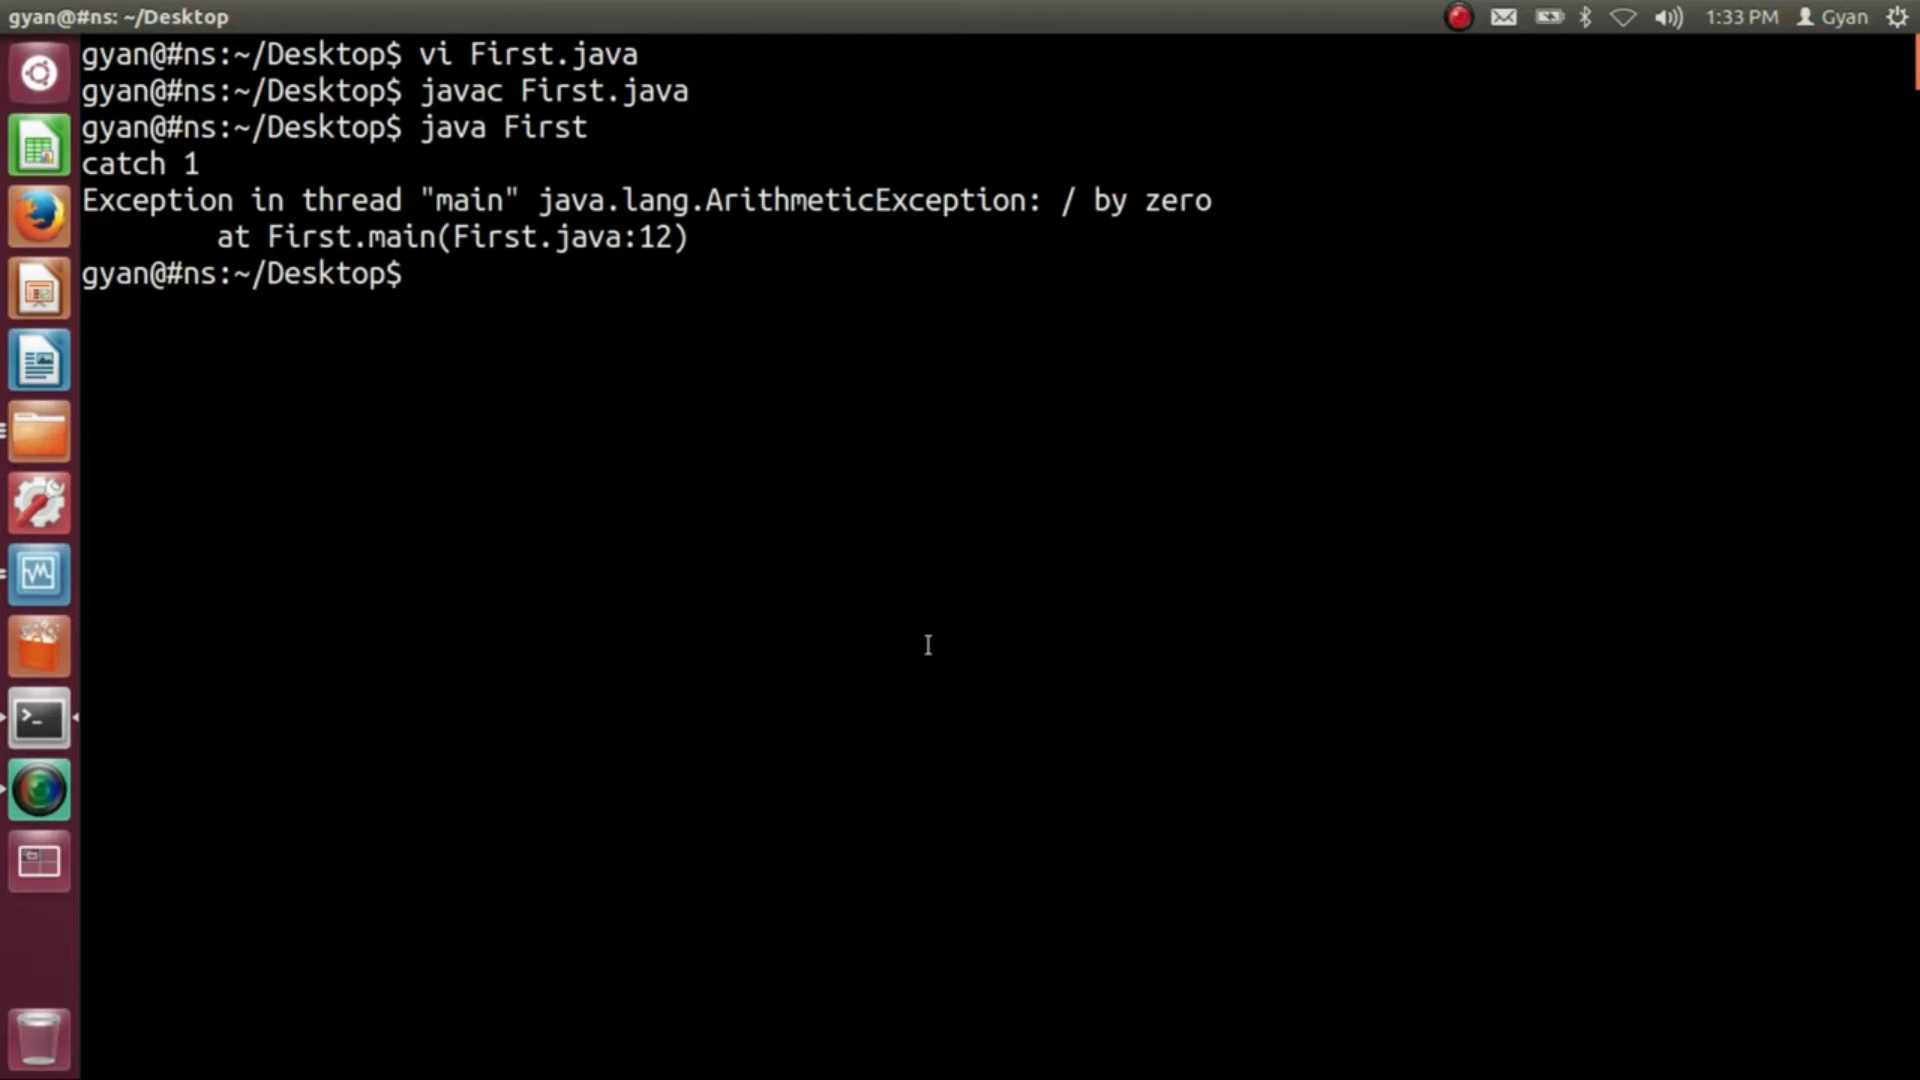 gyan@#ns: ~/Desktop
1:33 PM
Gyan
gyan@#ns:~/Desktop$ vi First.java
gyan@#ns:~/Desktop$ javac First.java
gyan@#ns:~/Desktop$ java First
catch 1
Exception in thread "main" java.lang.ArithmeticException: / by zero
        at First.main(First.java:12)
gyan@#ns:~/Desktop$